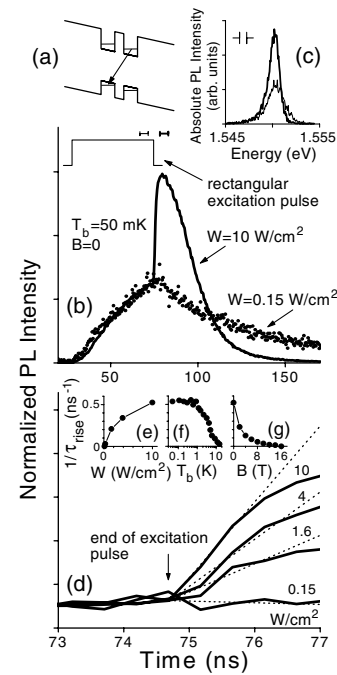 (a)
(c)
Absolute PL Intensity
(arb. units)
1.545
1.555
Energy (eV)
rectangular
excitation pulse
T_b=50 mK
B=0
W=10 W/cm²
W=0.15 W/cm²
(b)
50
100
150
Normalized PL Intensity
1/τ_rise (ns⁻¹)
0.5
0.0
(e)
(f)
(g)
0
10
0.1
1
10
0
8
16
W (W/cm²)
T_b (K)
B (T)
10
4
1.6
0.15
W/cm²
end of excitation
pulse
(d)
73
74
75
76
77
Time (ns)